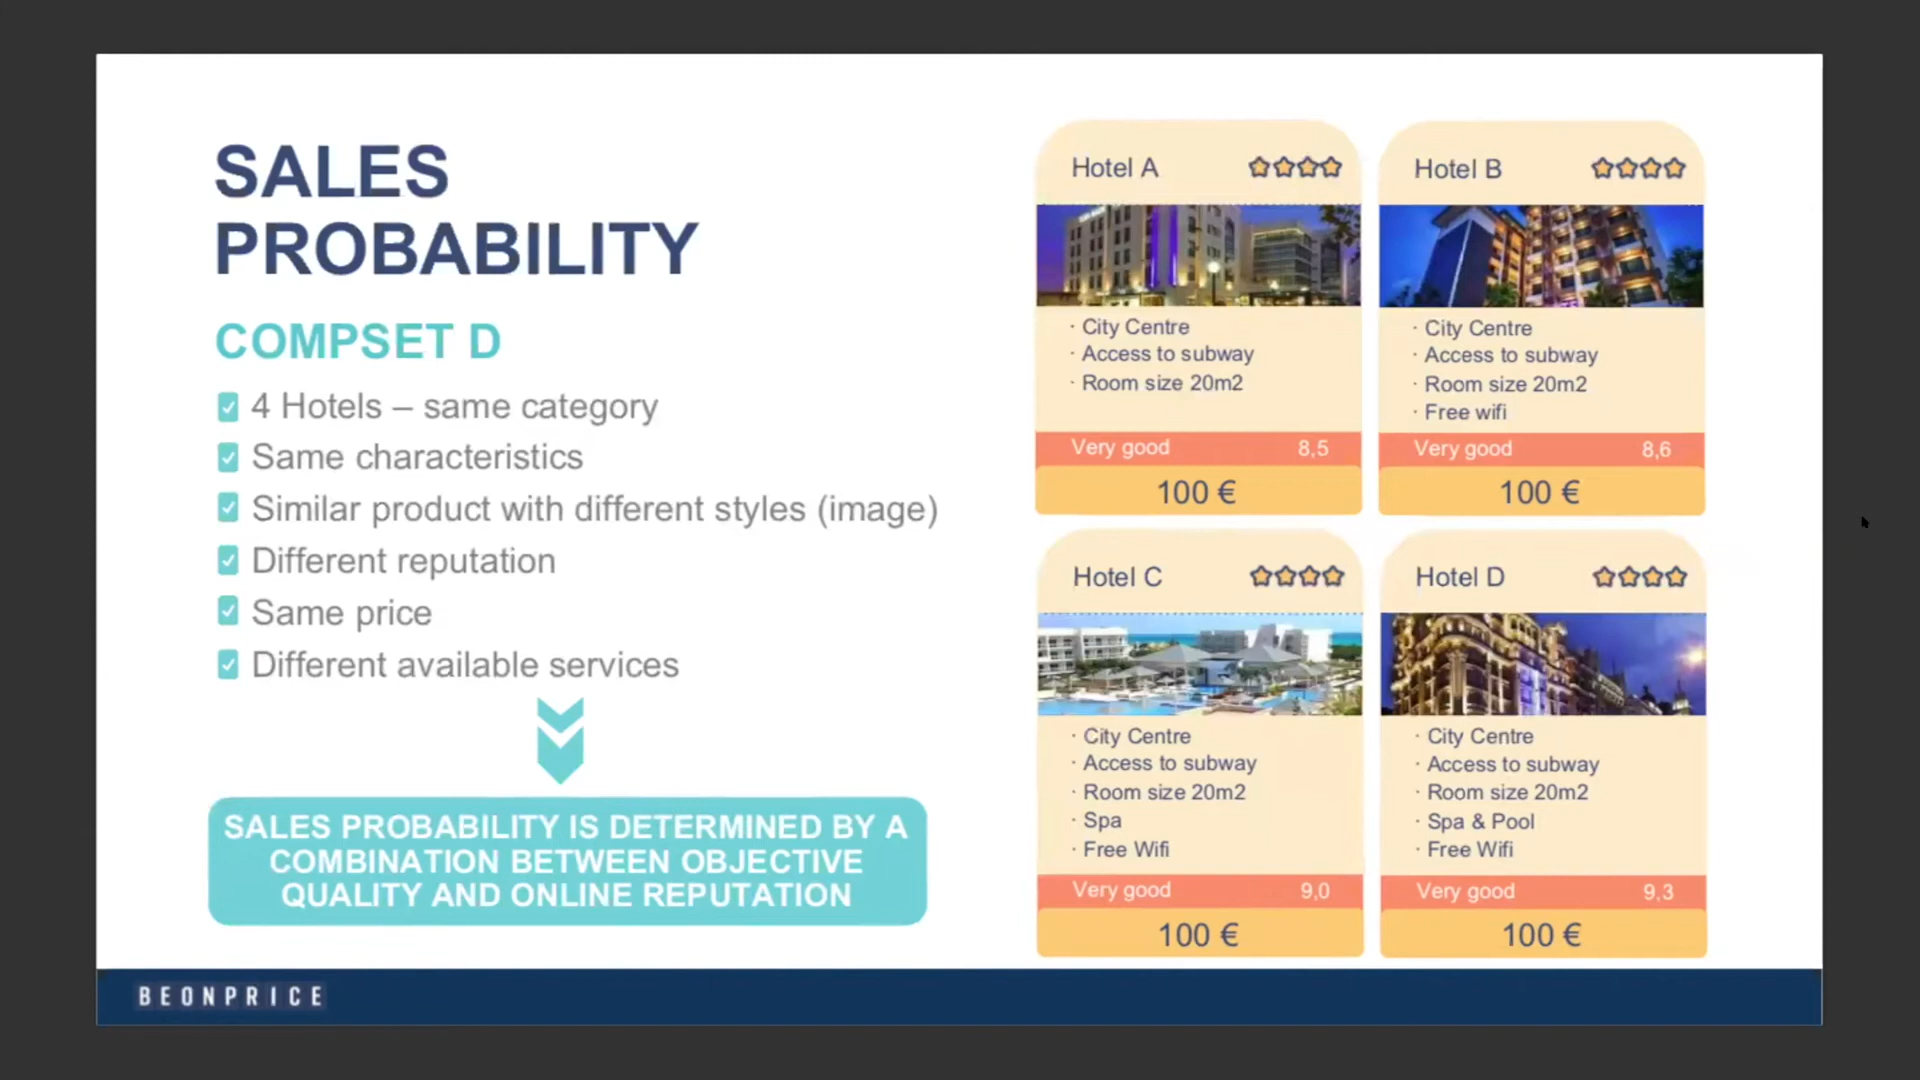 SALES
PROBABILITY
COMPSET D
4 Hotels – same category
Same characteristics
Similar product with different styles (image)
Different reputation
Same price
Different available services
SALES PROBABILITY IS DETERMINED BY A
COMBINATION BETWEEN OBJECTIVE
QUALITY AND ONLINE REPUTATION
Hotel A
· City Centre
· Access to subway
· Room size 20m2
Very good 8,5
100 €
Hotel B
· City Centre
· Access to subway
· Room size 20m2
· Free wifi
Very good 8,6
100 €
Hotel C
· City Centre
· Access to subway
· Room size 20m2
· Spa
· Free Wifi
Very good 9,0
100 €
Hotel D
· City Centre
· Access to subway
· Room size 20m2
· Spa & Pool
· Free Wifi
Very good 9,3
100 €
BEONPRICE